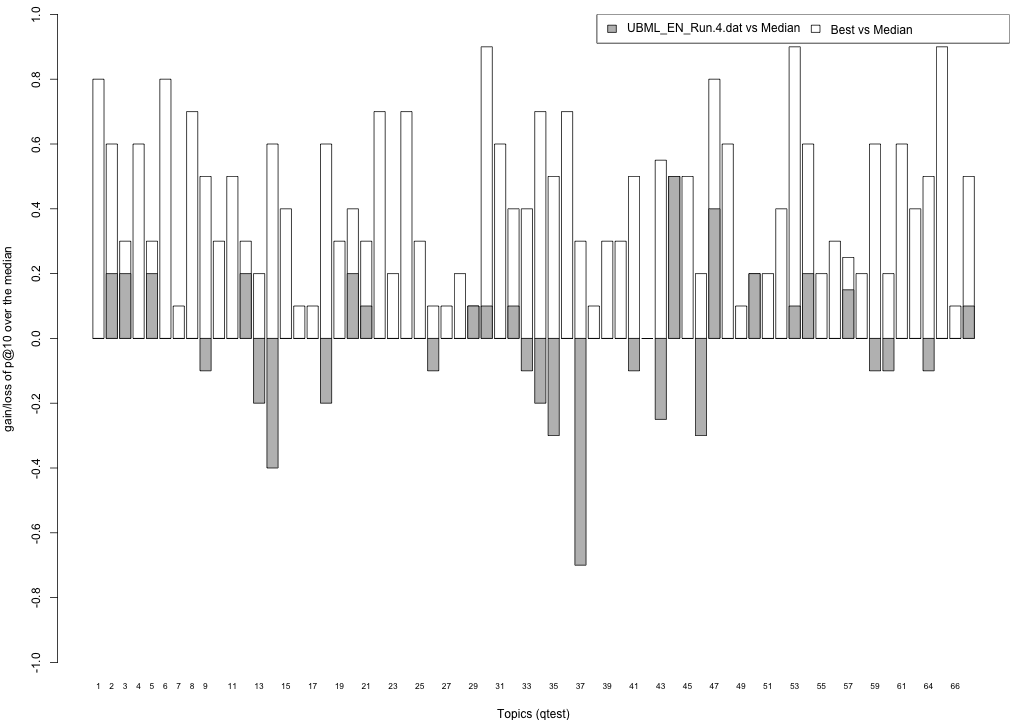 UBML_EN_Run.4.dat vs Median Best vs Median
gain/loss of p@10 over the median
1.0
0.8
0.6
0.4
0.2
0.0
-0.2
-0.4
-0.6
-0.8
-1.0
1 2 3 4 5 6 7 8 9 11 13 15 17 19 21 23 25 27 29 31 33 35 37 39 41 43 45 47 49 51 53 55 57 59 61 64 66
Topics (qtest)